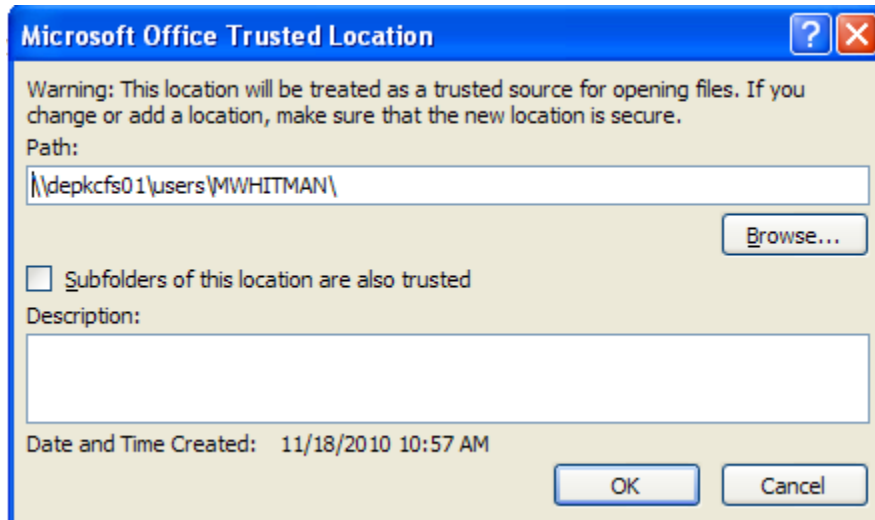 Microsoft Office Trusted Location
Warning: This location will be treated as a trusted source for opening files. If you
change or add a location, make sure that the new location is secure.
Path:
\\depkcfs01\users\MWHITMAN\
Browse...
Subfolders of this location are also trusted
Description:
Date and Time Created: 11/18/2010 10:57 AM
OK Cancel